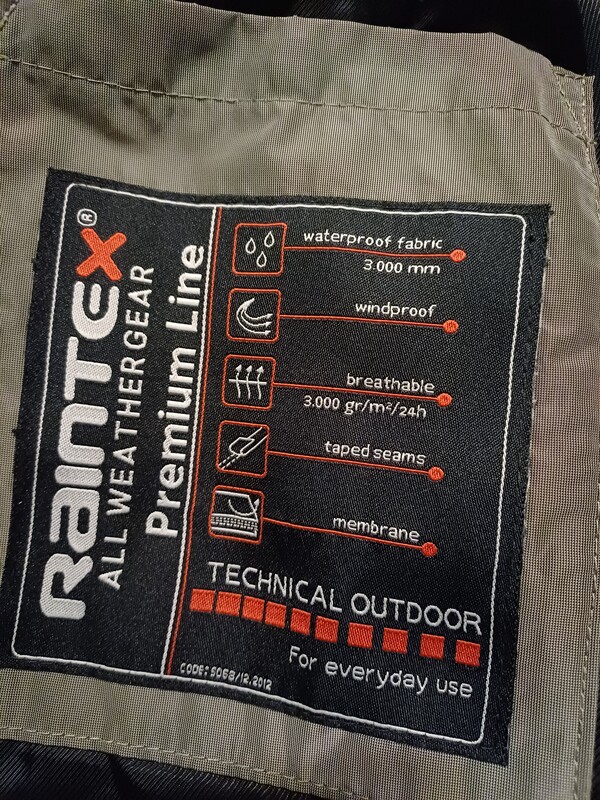 RainTEX®
ALL WEATHER GEAR
Premium Line
waterproof fabric
3.000 mm
windproof
breathable
3.000 gr/m²/24h
taped seams
membrane
TECHNICAL OUTDOOR
For everyday use
CODE: 5068/12.2012